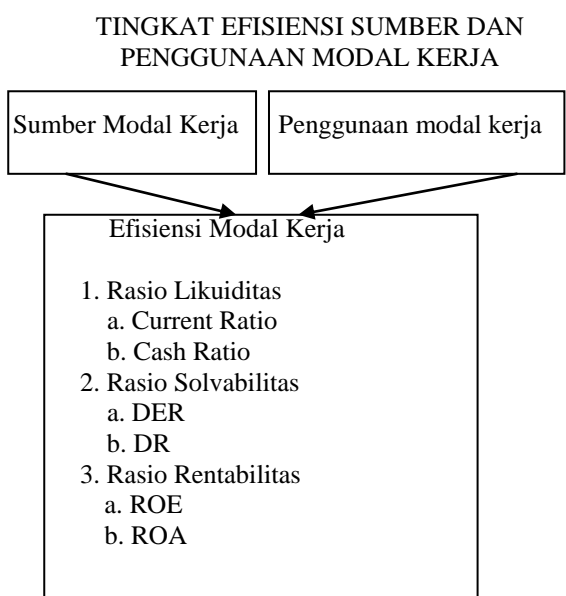 TINGKAT EFISIENSI SUMBER DAN
PENGGUNAAN MODAL KERJA
Sumber Modal Kerja
Penggunaan modal kerja
Efisiensi Modal Kerja
1. Rasio Likuiditas
a. Current Ratio
b. Cash Ratio
2. Rasio Solvabilitas
a. DER
b. DR
3. Rasio Rentabilitas
a. ROE
b. ROA